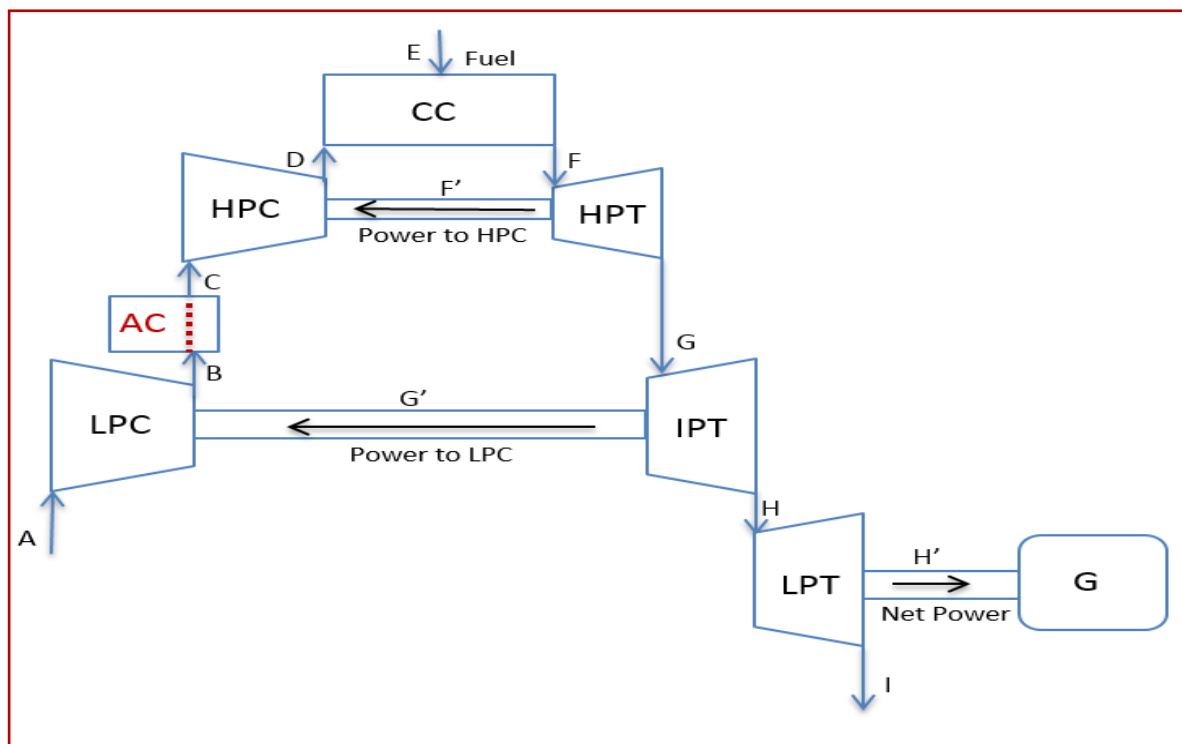 E
Fuel
CC
D
F
HPC
F’
HPT
Power to HPC
C
AC
G
B
LPC
G’
IPT
Power to LPC
H
A
H’
LPT
G
Net Power
I